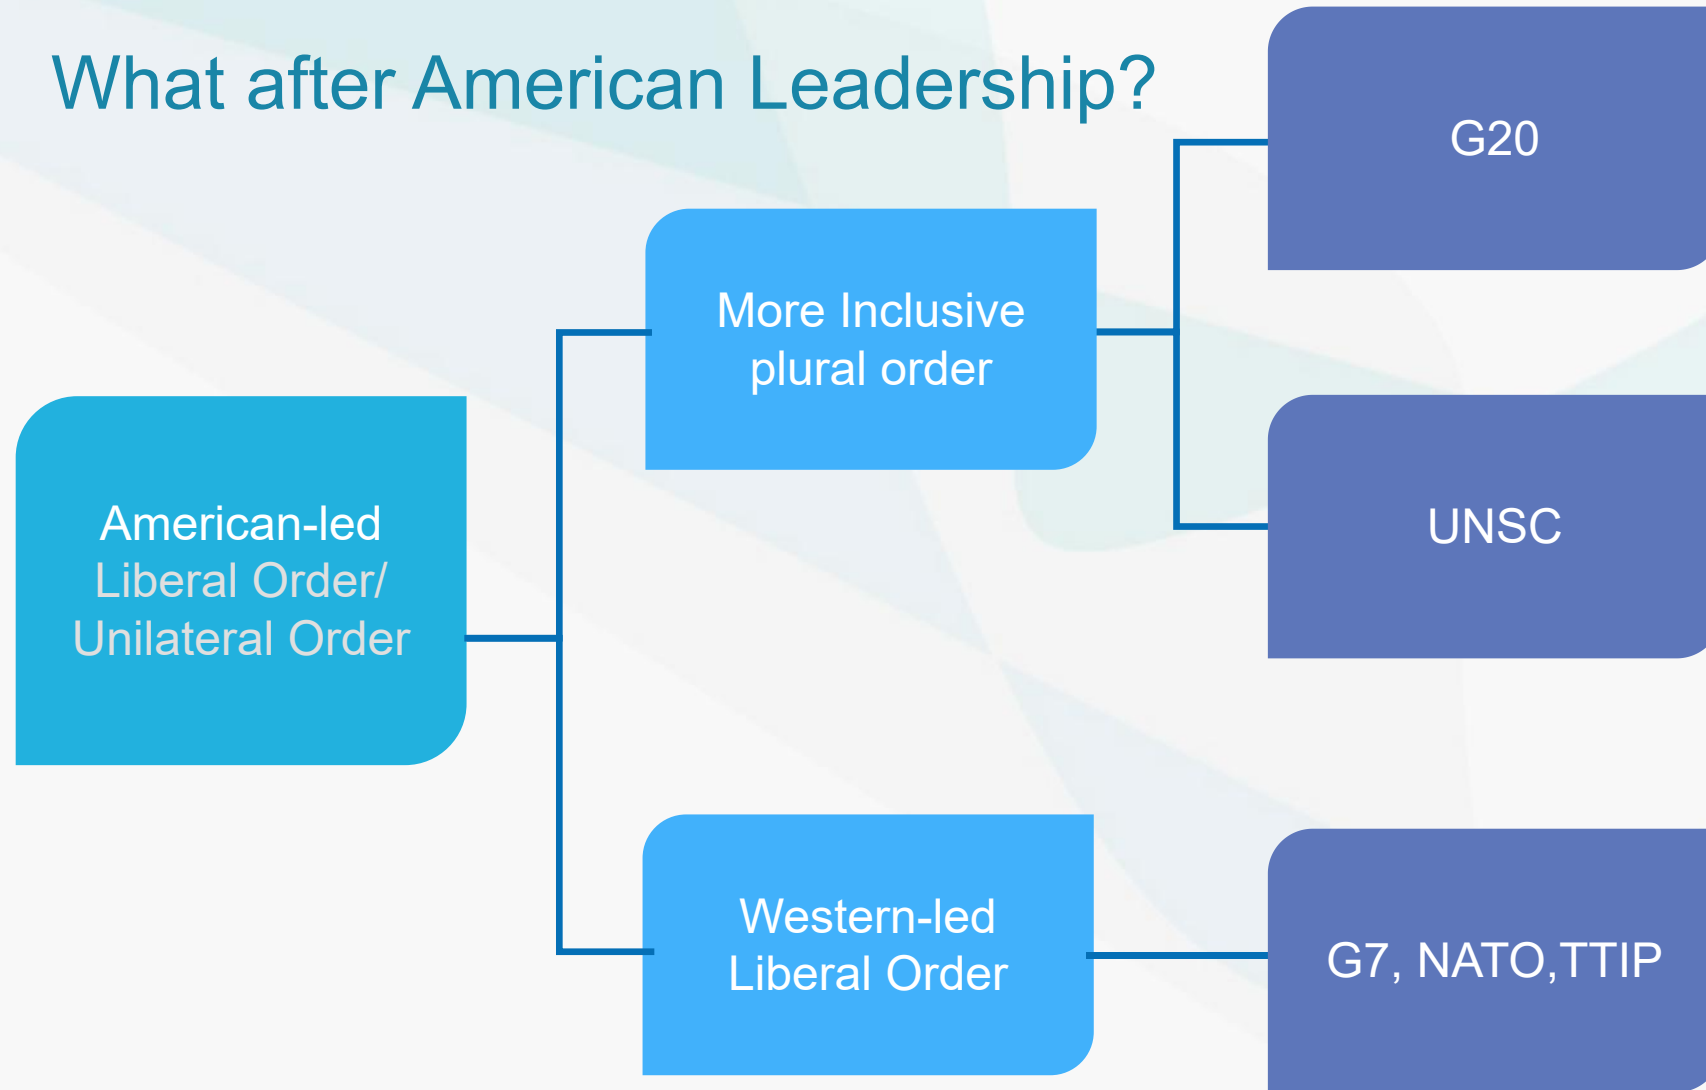 What after American Leadership?
G20
More Inclusive
plural order
American-led
Liberal Order/
Unilateral Order
UNSC
Western-led
Liberal Order
G7, NATO,TTIP